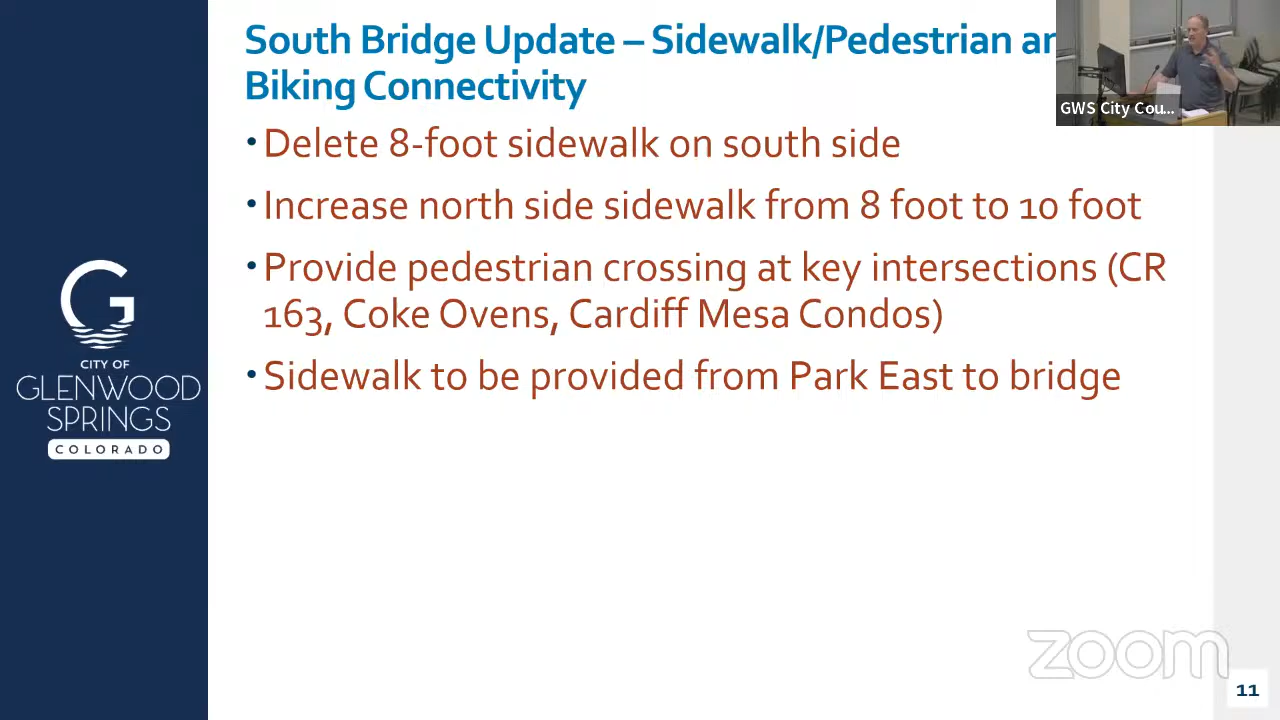 South Bridge Update – Sidewalk/Pedestrian
Biking Connectivity
GWS City Cou...
•Delete 8-foot sidewalk on south side
•Increase north side sidewalk from 8 foot to 10 foot
•Provide pedestrian crossing at key intersections (CR
163, Coke Ovens, Cardiff Mesa Condos)
•Sidewalk to be provided from Park East to bridge
G
CITY OF
GLENWOOD
SPRINGS
COLORADO
zoom
11